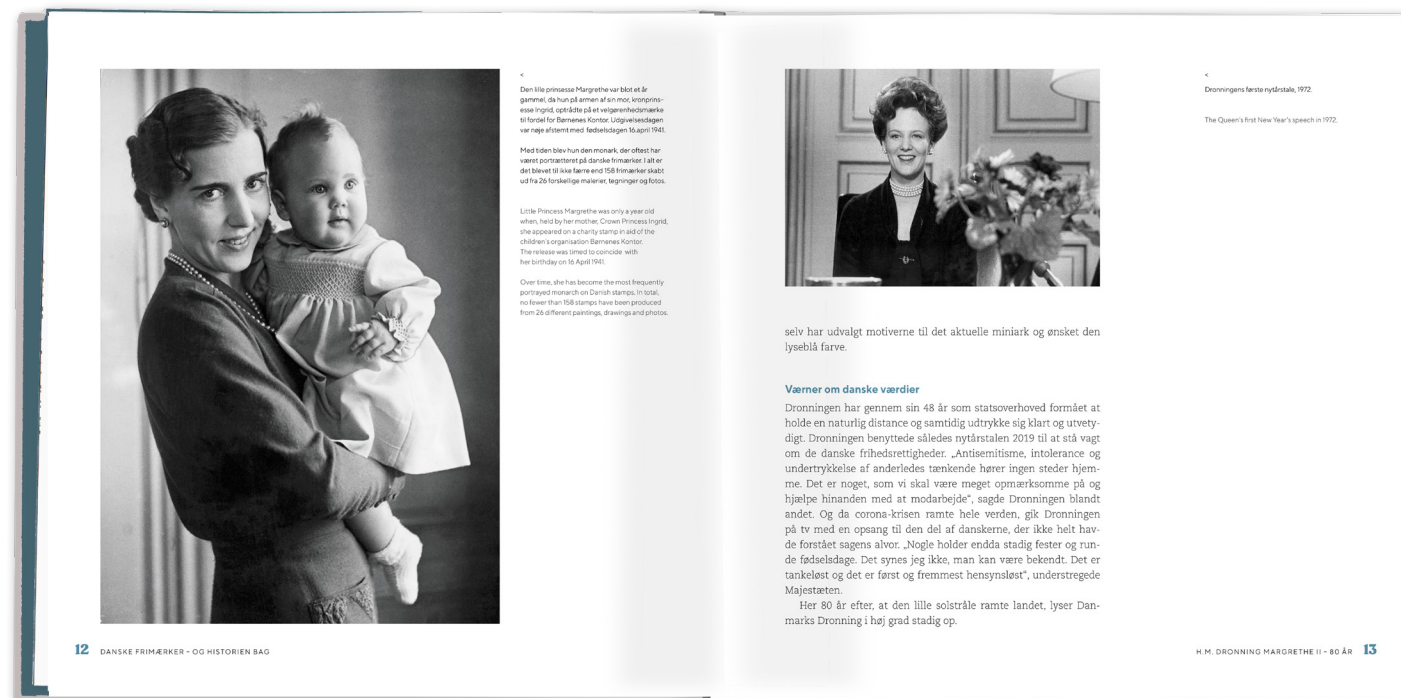 <
Den lille prinsesse Margrethe var blot et år
gammel, da hun på armen af sin mor, kronprins-
esse Ingrid, optrådte på et velgørenhedsmærke
til fordel for Børnenes Kontor. Udgivelsesdagen
var nøje afstemt med fødselsdagen 16.april 1941.
Med tiden blev hun den monark, der oftest har
været portrætteret på danske frimærker. I alt er
det blevet til ikke færre end 158 frimærker skabt
ud fra 26 forskellige malerier, tegninger og fotos.
Little Princess Margrethe was only a year old
when, held by her mother, Crown Princess Ingrid,
she appeared on a charity stamp in aid of the
children's organisation Børnenes Kontor.
The release was timed to coincide with
her birthday on 16 April 1941.
Over time, she has become the most frequently
portrayed monarch on Danish stamps. In total,
no fewer than 158 stamps have been produced
from 26 different paintings, drawings and photos.
12 DANSKE FRIMÆRKER – OG HISTORIEN BAG
<
Dronningens første nytårstale, 1972.
The Queen's first New Year's speech in 1972.
selv har udvalgt motiverne til det aktuelle miniark og ønsket den
lyseblå farve.
Værner om danske værdier
Dronningen har gennem sin 48 år som statsoverhoved formået at
holde en naturlig distance og samtidig udtrykke sig klart og utvety-
digt. Dronningen benyttede således nytårstalen 2019 til at stå vagt
om de danske frihedsrettigheder. „Antisemitisme, intolerance og
undertrykkelse af anderledes tænkende hører ingen steder hjem-
me. Det er noget, som vi skal være meget opmærksomme på og
hjælpe hinanden med at modarbejde“, sagde Dronningen blandt
andet. Og da corona-krisen ramte hele verden, gik Dronningen
på tv med en opsang til den del af danskerne, der ikke helt hav-
de forstået sagens alvor. „Nogle holder endda stadig fester og run-
de fødselsdage. Det synes jeg ikke, man kan være bekendt. Det er
tankeløst og det er først og fremmest hensynsløst“, understregede
Majestæten.
Her 80 år efter, at den lille solstråle ramte landet, lyser Dan-
marks Dronning i høj grad stadig op.
H.M. DRONNING MARGRETHE II – 80 ÅR 13